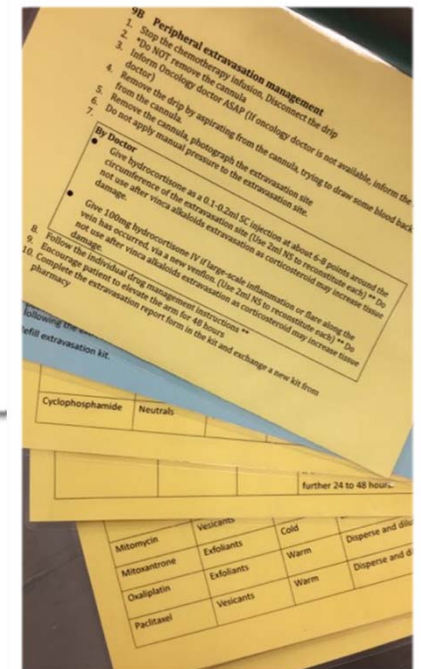 9B Peripheral extravasation management
1. Stop the chemotherapy infusion, Disconnect the drip
2. *Do NOT remove the cannula
3. Inform Oncology doctor ASAP (If oncology doctor is not available, inform the
doctor)
4. Remove the drip by aspirating from the cannula, trying to draw some blood back
from the cannula.
5. Remove the cannula, photograph the extravasation site
6. Do not apply manual pressure to the extravasation site.
7.
By Doctor
• Give hydrocortisone as a 0.1-0.2ml SC injection at about 6-8 points around the
circumference of the extravasation site (Use 2ml NS to reconstitute each) ** Do
not use after vinca alkaloids extravasation as corticosteroid may increase tissue
damage.
• Give 100mg hydrocortisone IV if large-scale inflammation or flare along the
vein has occurred, via a new venflon. (Use 2ml NS to reconstitute each) ** Do
not use after vinca alkaloids extravasation as corticosteroid may increase tissue
damage.
8. Follow the individual drug management instructions **
9. Encourage patient to elevate the arm for 48 hours
10. Complete the extravasation report form in the kit and exchange a new kit from
pharmacy
following the
efill extravasation kit.
Cyclophosphamide Neutrals
further 24 to 48 hours.
Mitomycin Vesicants Cold Disperse and dilu
Mitoxantrone Exfoliants Warm Disperse and di
Oxaliplatin Exfoliants Warm
Paclitaxel Vesicants